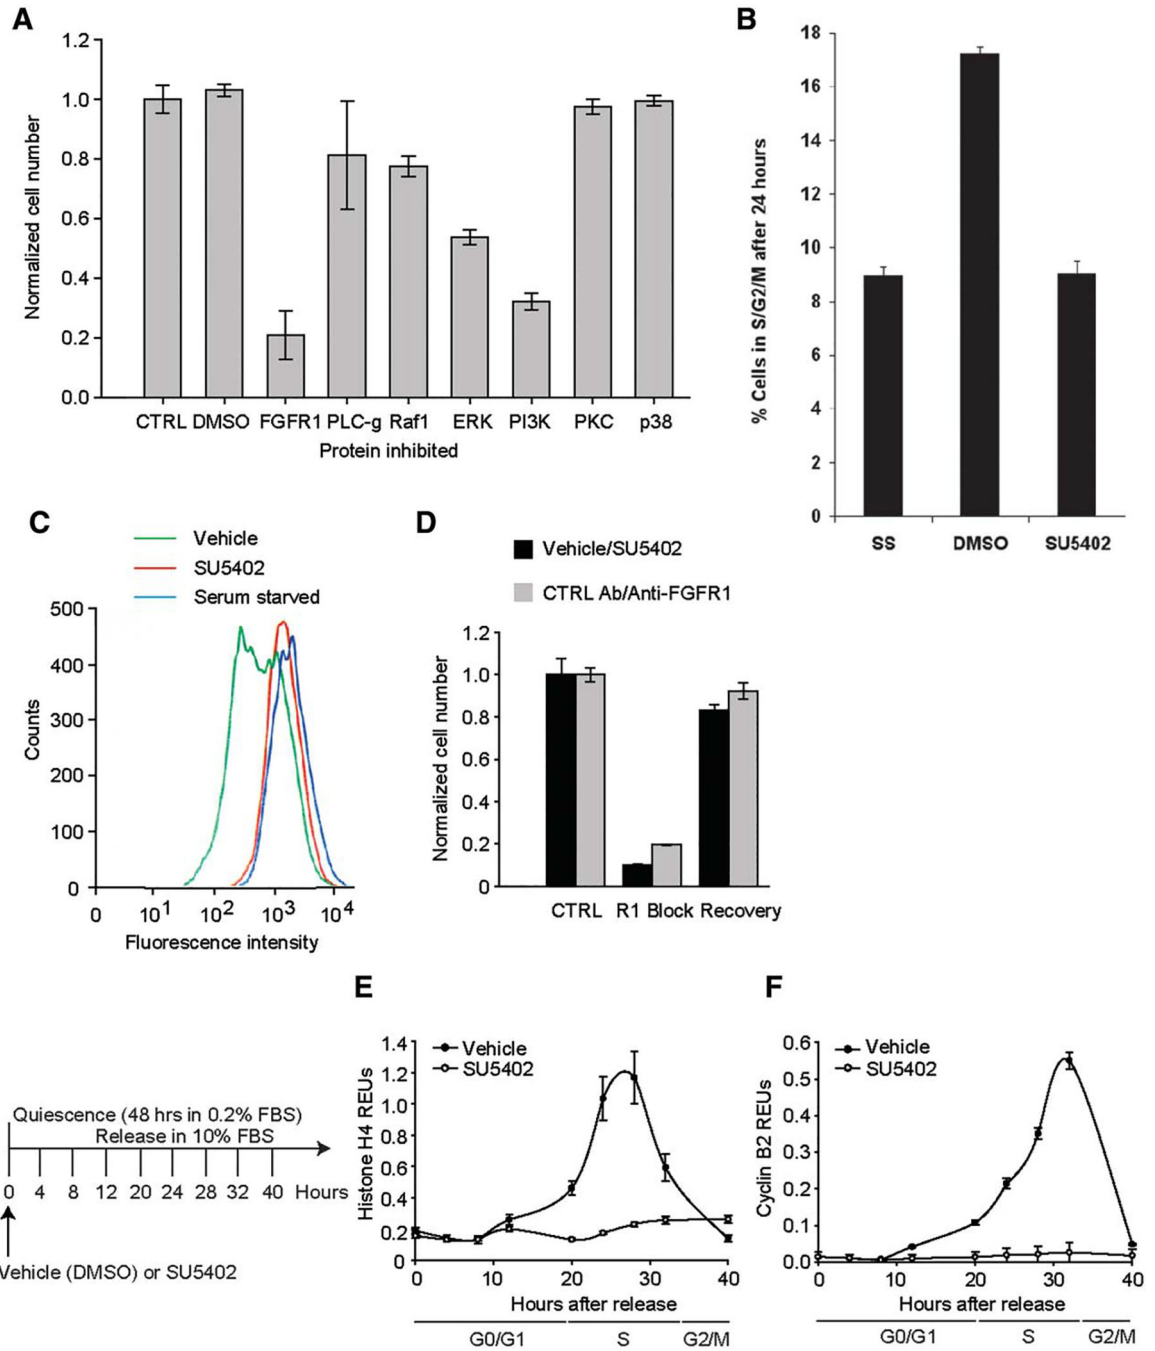 A
1.2
1.0
0.8
0.6
0.4
0.2
0.0
Normalized cell number
CTRL DMSO FGFR1 PLC-g Raf1 ERK PI3K PKC p38
Protein inhibited
B
18
16
14
12
10
8
6
4
2
0
% Cells in S/G2/M after 24 hours
SS DMSO SU5402
C
Vehicle
SU5402
Serum starved
500
400
300
200
100
0
Counts
0 10¹ 10² 10³ 10⁴
Fluorescence intensity
D
Vehicle/SU5402
CTRL Ab/Anti-FGFR1
1.2
1.0
0.8
0.6
0.4
0.2
0
Normalized cell number
CTRL R1 Block Recovery
Quiescence (48 hrs in 0.2% FBS)
Release in 10% FBS
0 4 8 12 20 24 28 32 40 Hours
Vehicle (DMSO) or SU5402
E
Vehicle
SU5402
1.4
1.2
1.0
0.8
0.6
0.4
0.2
0
Histone H4 REUs
0 10 20 30 40
Hours after release
G0/G1 S G2/M
F
Vehicle
SU5402
0.6
0.5
0.4
0.3
0.2
0.1
0.0
Cyclin B2 REUs
0 10 20 30 40
Hours after release
G0/G1 S G2/M